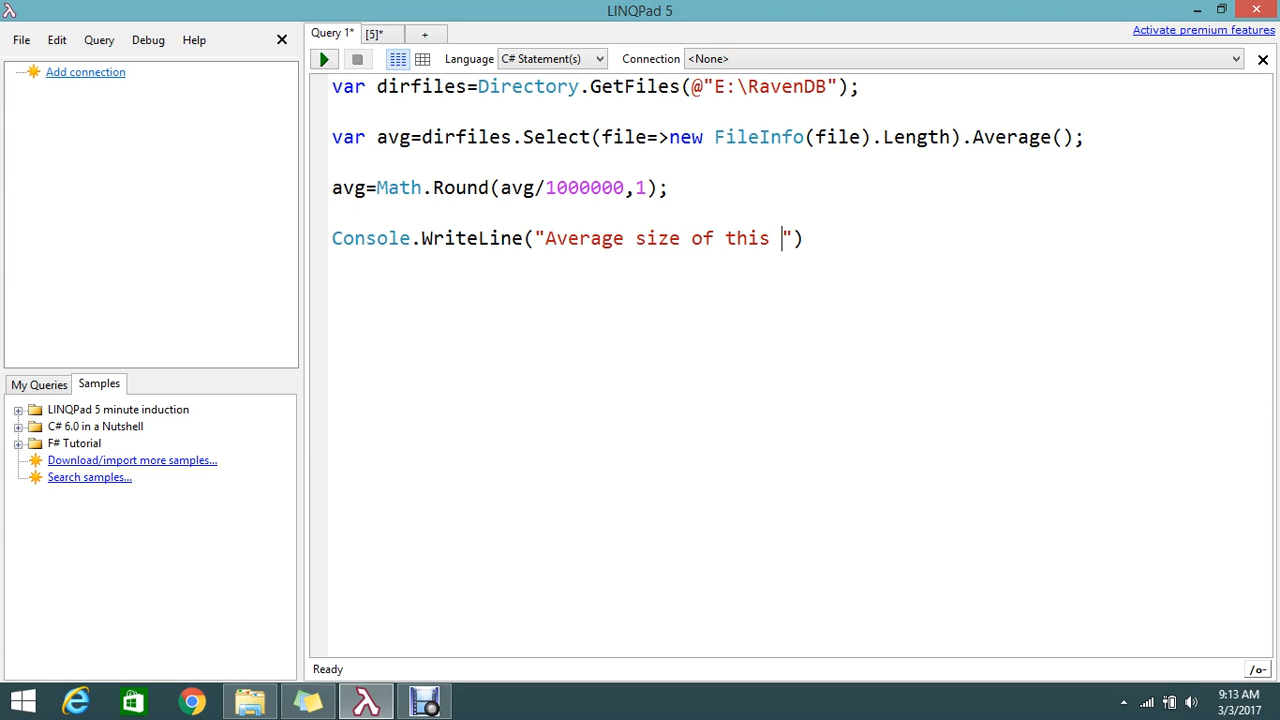 LINQPad 5
File Edit Query Debug Help
Query 1* [5]* +
Activate premium features
Language C# Statement(s) Connection <None>
Add connection
var dirfiles=Directory.GetFiles(@"E:\RavenDB");
var avg=dirfiles.Select(file=>new FileInfo(file).Length).Average();
avg=Math.Round(avg/1000000,1);
Console.WriteLine("Average size of this ")
My Queries Samples
LINQPad 5 minute induction
C# 6.0 in a Nutshell
F# Tutorial
Download/import more samples...
Search samples...
Ready
/o-
9:13 AM
3/3/2017